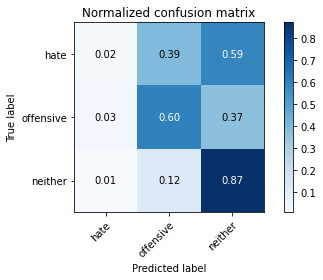 Normalized confusion matrix
True label
hate
offensive
neither
0.02 0.39 0.59
0.03 0.60 0.37
0.01 0.12 0.87
hate
offensive
neither
Predicted label
0.8
0.7
0.6
0.5
0.4
0.3
0.2
0.1